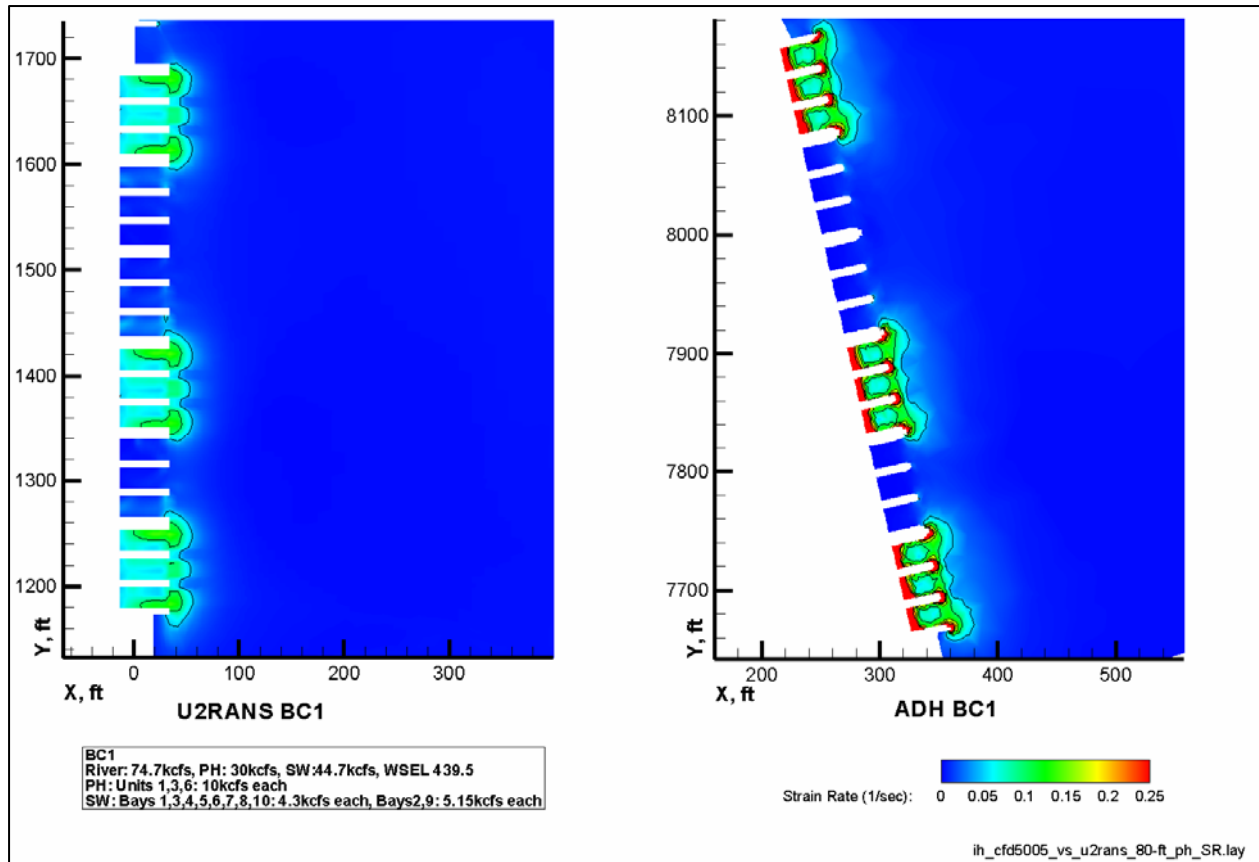 1700
1600
1500
1400
1300
1200
Y, ft
0 100 200 300
X, ft
U2RANS BC1
8100
8000
7900
7800
7700
Y, ft
200 300 400 500
X, ft
ADH BC1
BC1
River: 74.7kcfs, PH: 30kcfs, SW:44.7kcfs, WSEL 439.5
PH: Units 1,3,6: 10kcfs each
SW: Bays 1,3,4,5,6,7,8,10: 4.3kcfs each, Bays2,9: 5.15kcfs each
Strain Rate (1/sec): 0 0.05 0.1 0.15 0.2 0.25
ih_cfd5005_vs_u2rans_80-ft_ph_SR.lay